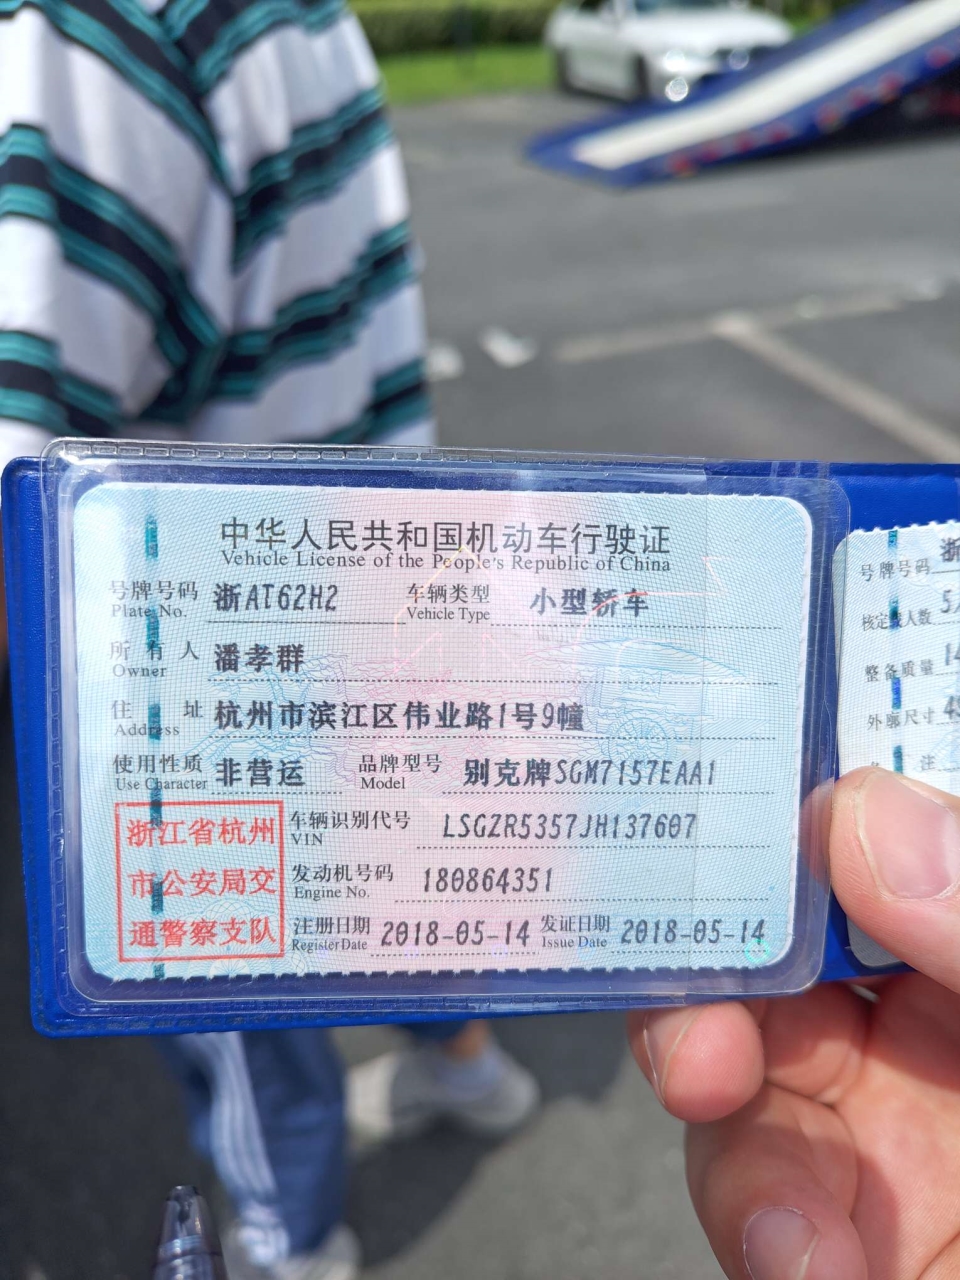 中华人民共和国机动车行驶证
Vehicle License of the People's Republic of China
号牌号码 浙AT62H2 车辆类型 小型轿车
Plate No. Vehicle Type
所有人 潘孝群
Owner
住址 杭州市滨江区伟业路1号9幢
Address
使用性质 非营运 品牌型号 别克牌SGM7157EAA1
Use Character Model
浙江省杭州
市公安局交
通警察支队
车辆识别代号 LSGZR5357JH137607
VIN
发动机号码 180864351
Engine No.
注册日期 2018-05-14 发证日期 2018-05-14
Register Date Issue Date
号牌号码 浙
核定 人数 5
整备质量 14
外廓尺寸
注